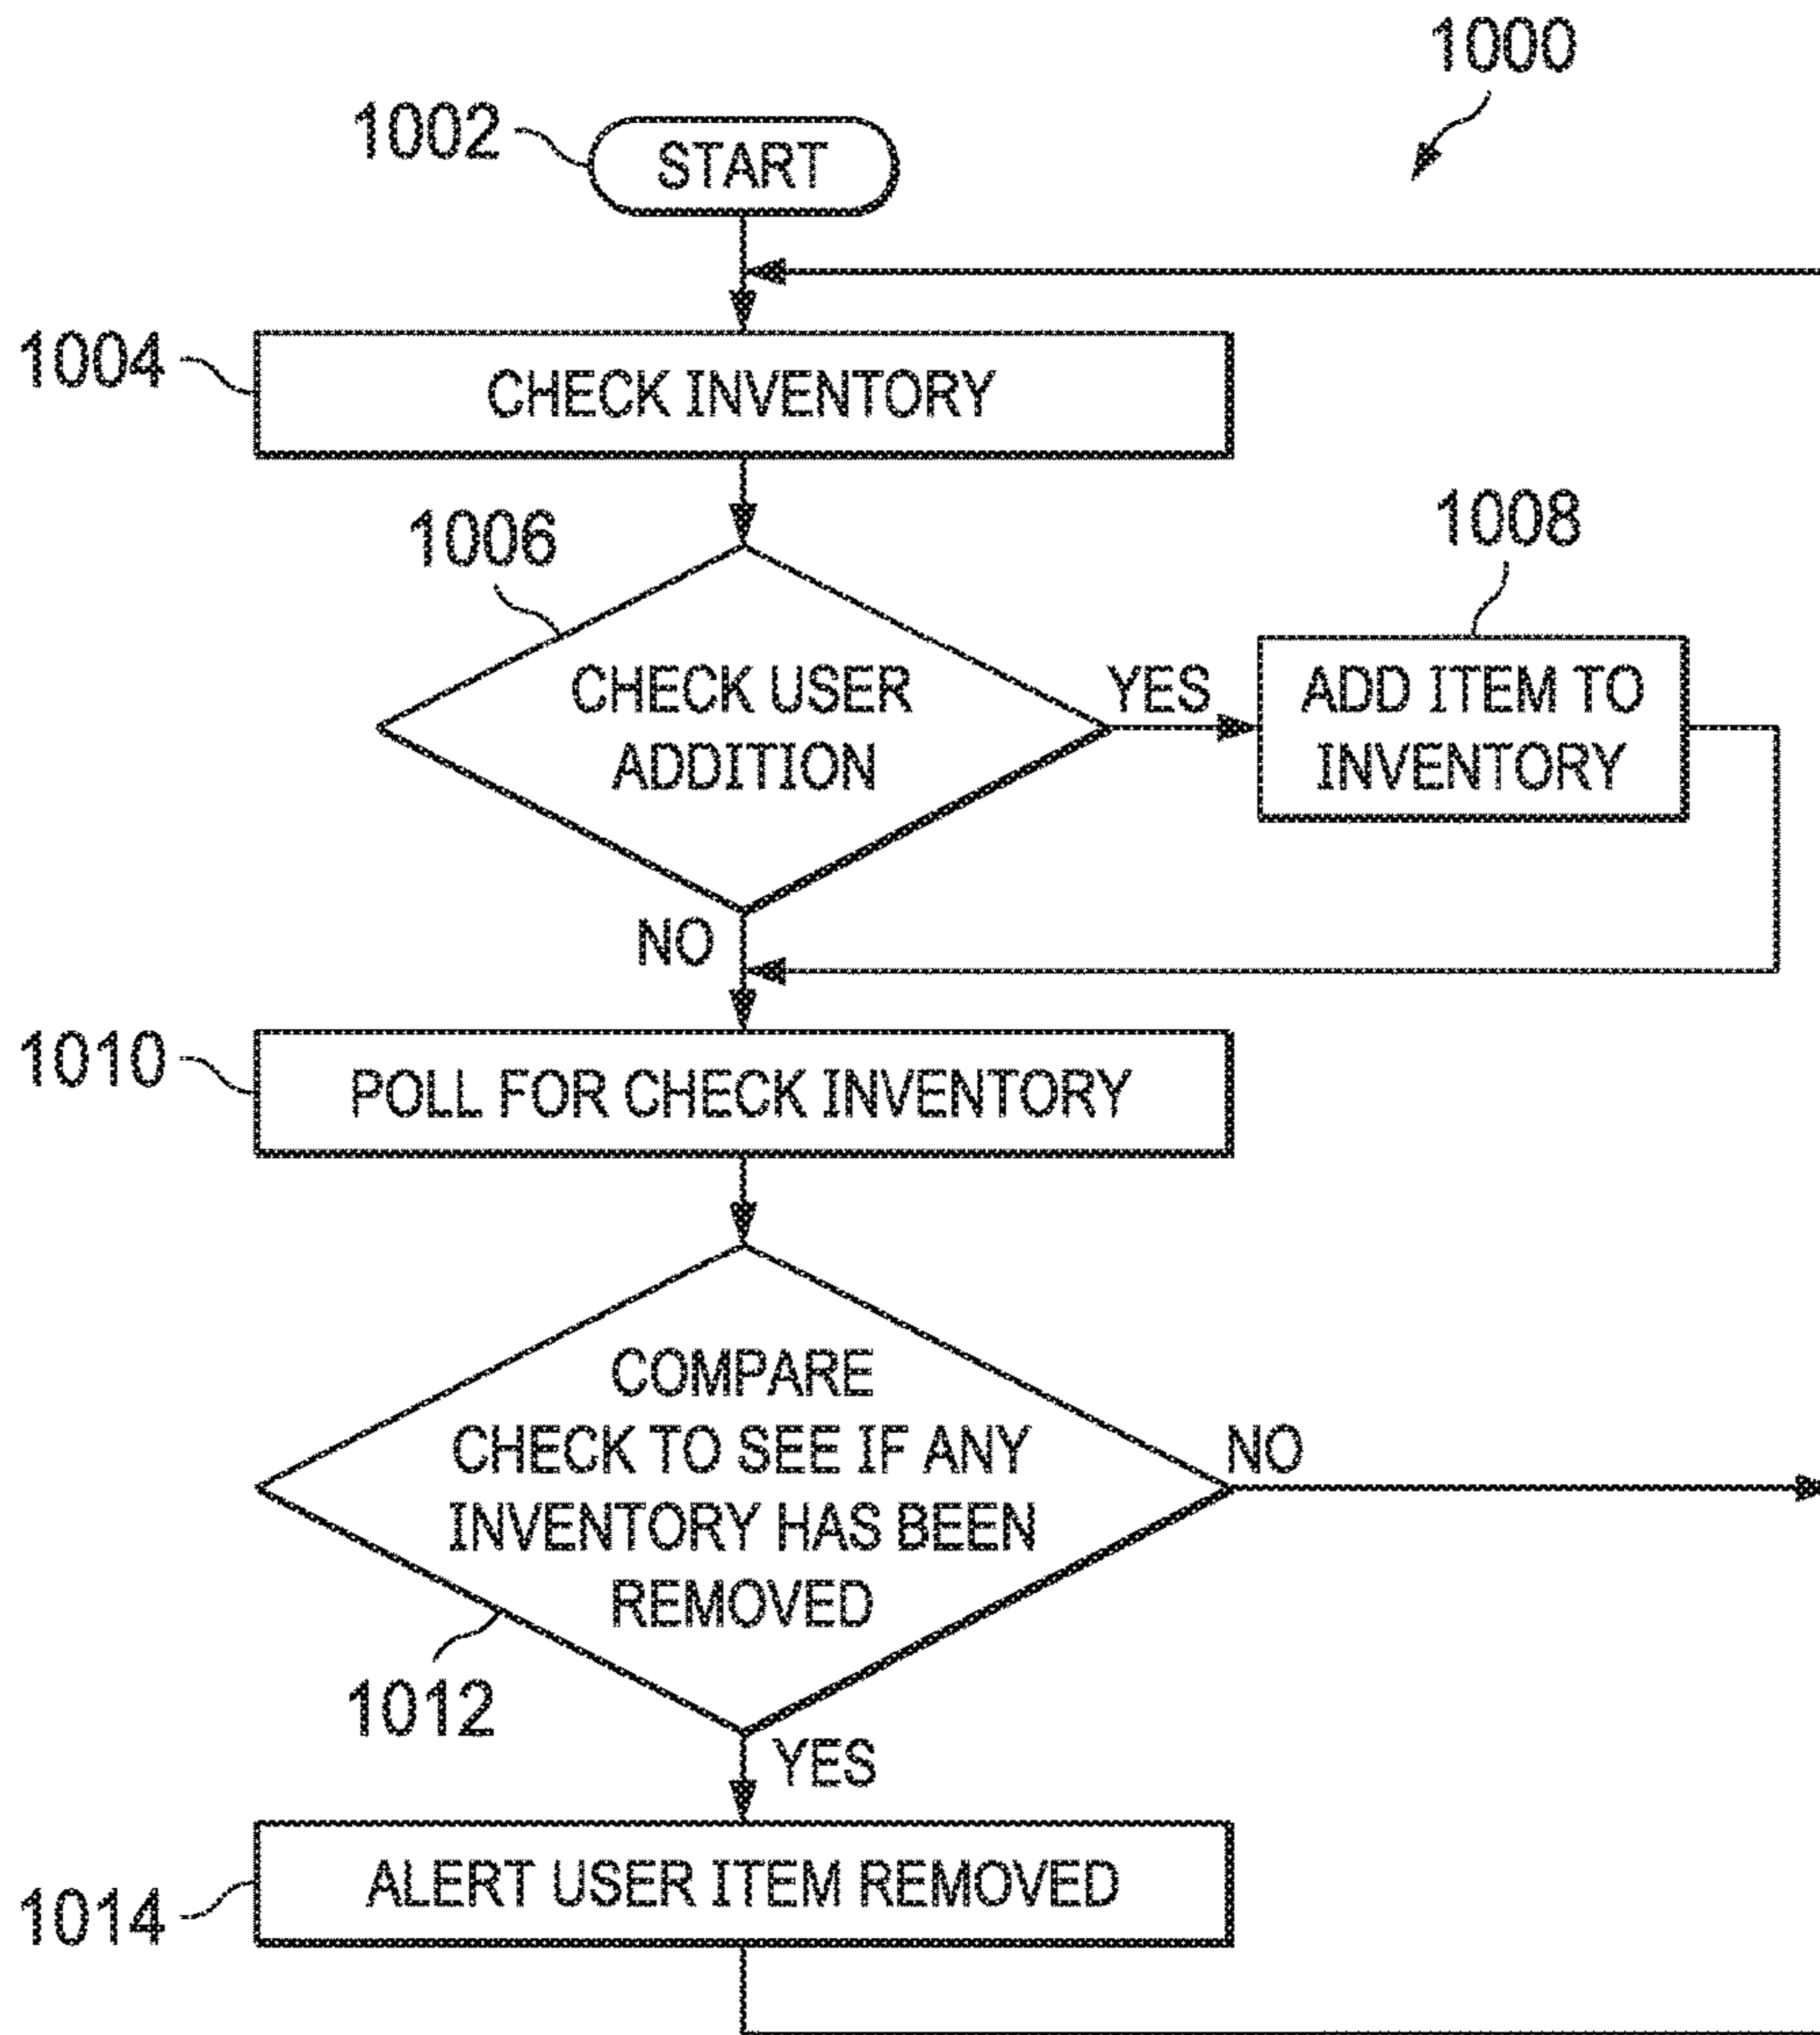 1000
1002
START
1004
CHECK INVENTORY
1006
1008
CHECK USER
ADDITION
YES
ADD ITEM TO
INVENTORY
NO
1010
POLL FOR CHECK INVENTORY
COMPARE
CHECK TO SEE IF ANY
INVENTORY HAS BEEN
REMOVED
NO
1012
YES
1014
ALERT USER ITEM REMOVED